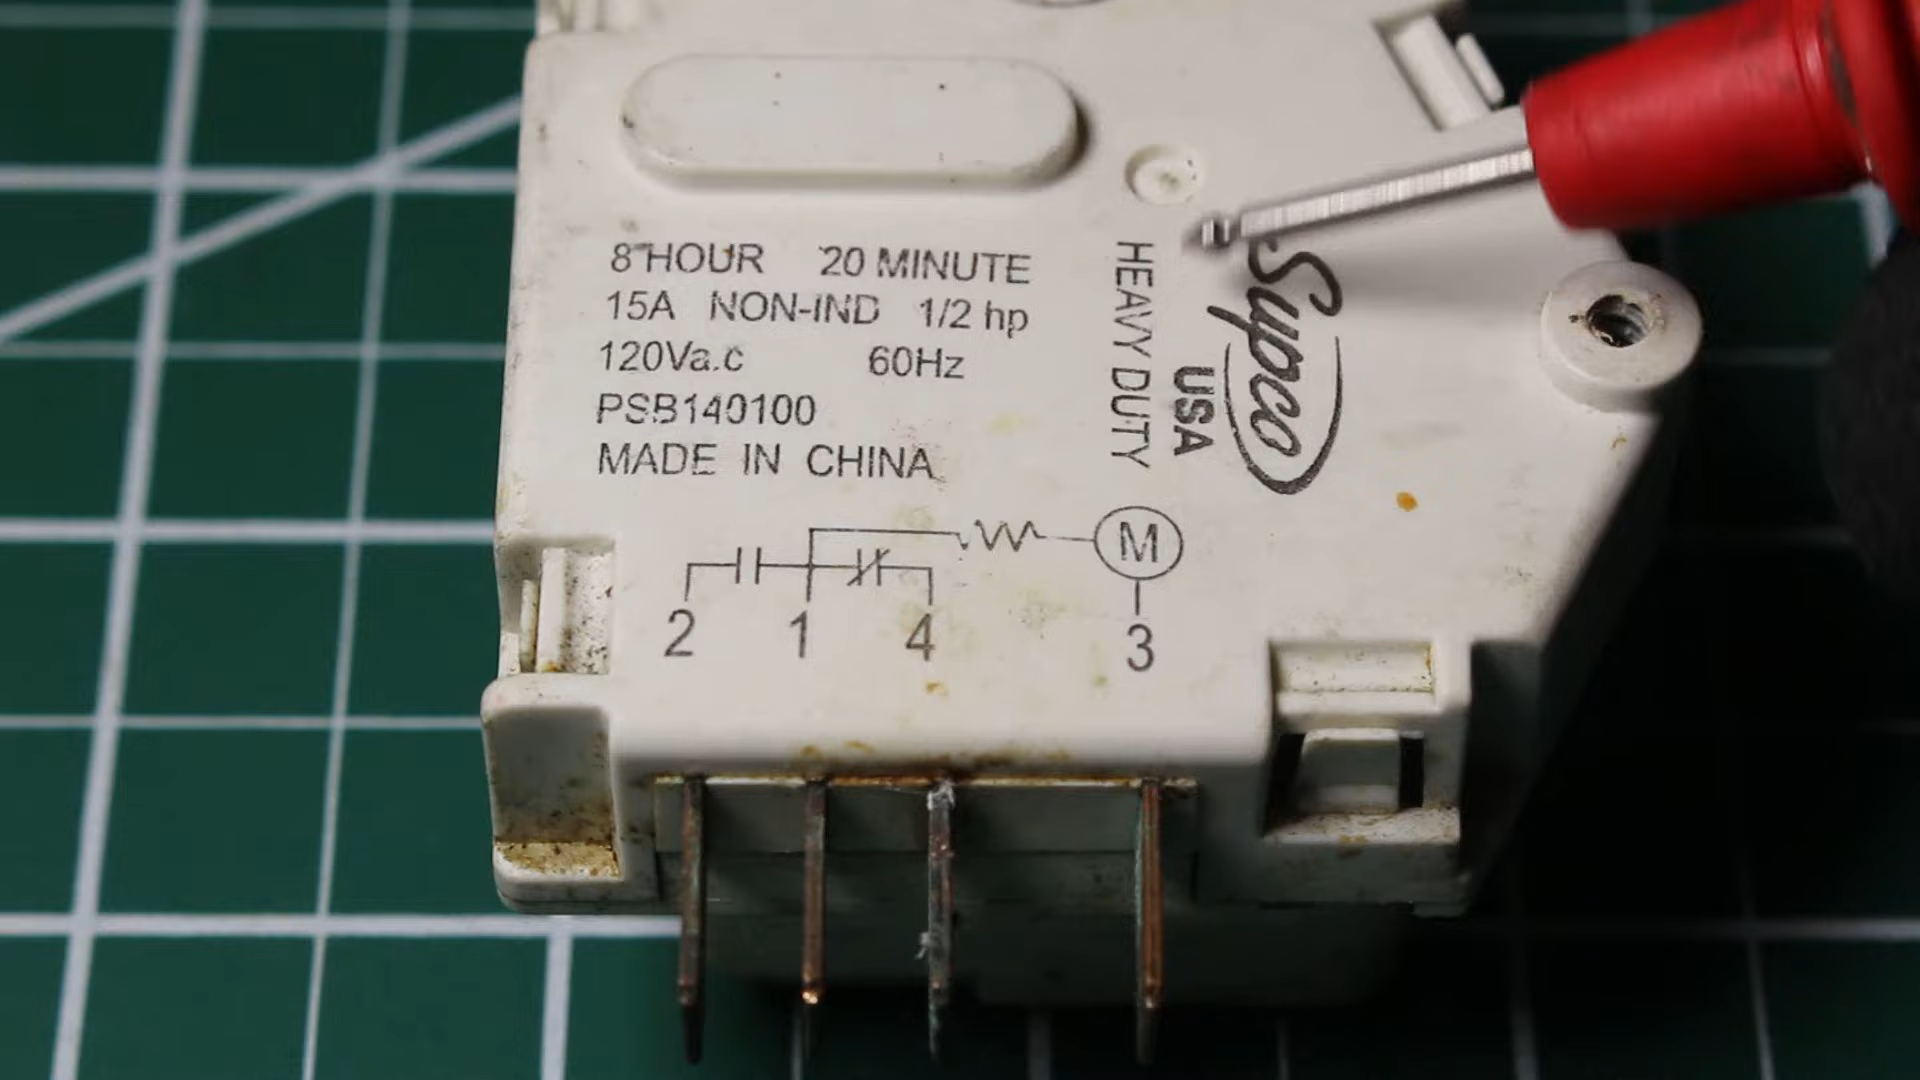 8 HOUR 20 MINUTE
15A NON-IND 1/2 hp
120Va.c 60Hz
PSB140100
MADE IN CHINA
HEAVY DUTY
USA
Supco
M
2 1 4 3